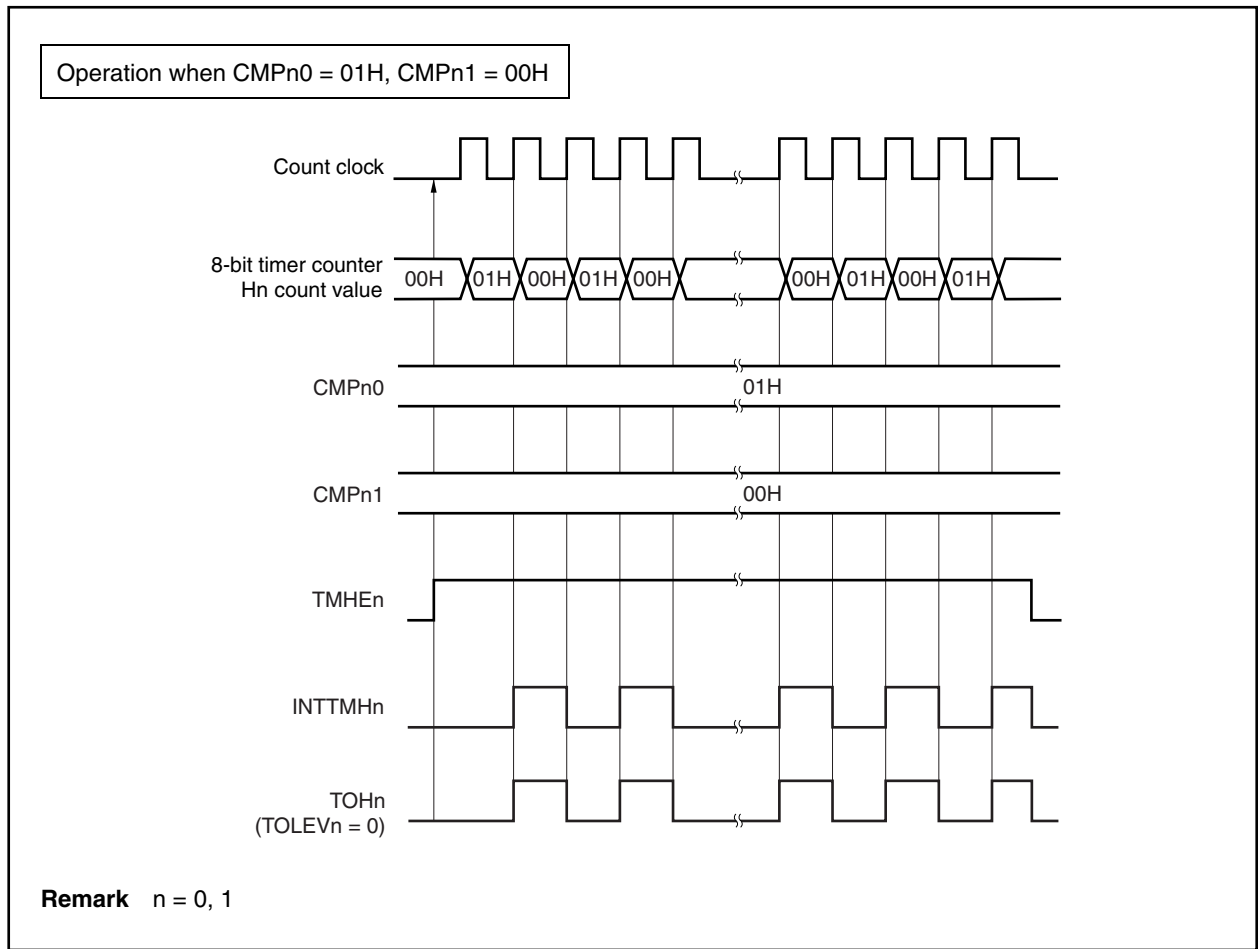 Operation when CMPn0 = 01H, CMPn1 = 00H
Count clock
8-bit timer counter
Hn count value
00H 01H 00H 01H 00H 00H 01H 00H 01H
CMPn0
01H
CMPn1
00H
TMHEn
INTTMHn
TOHn
(TOLEVn = 0)
Remark n = 0, 1